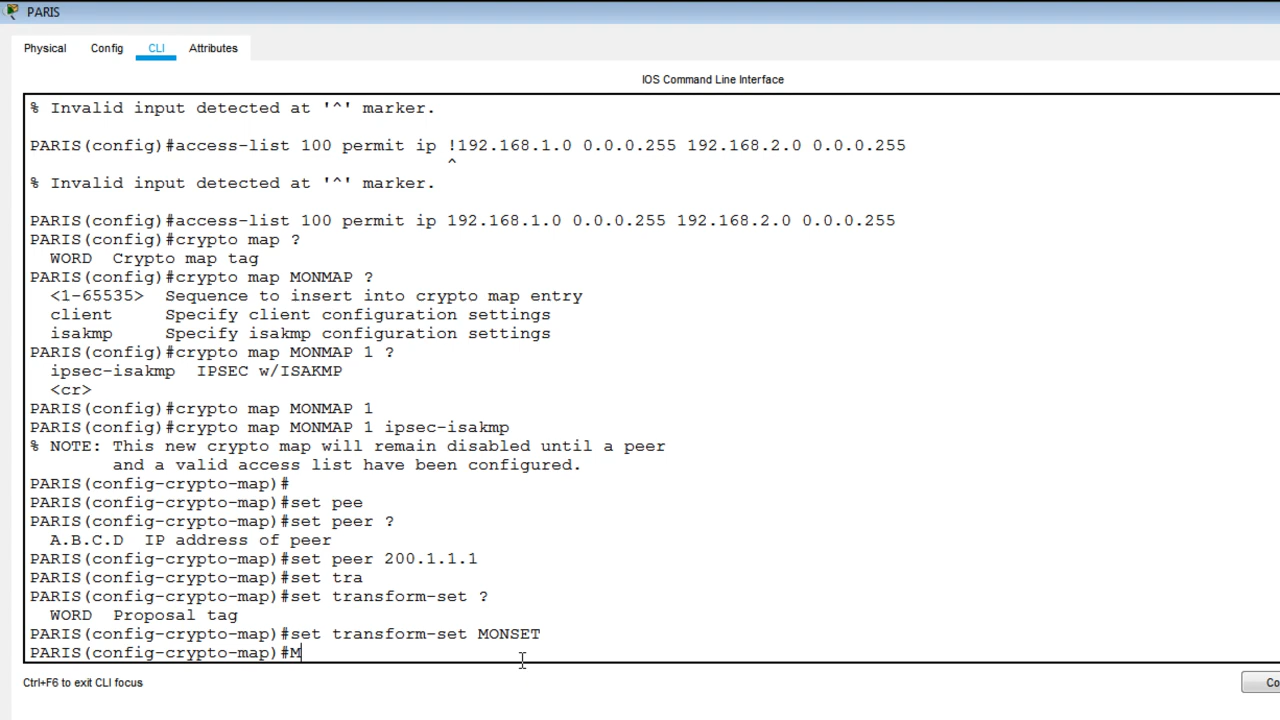 PARIS
Physical Config CLI Attributes
IOS Command Line Interface
% Invalid input detected at '^' marker.
PARIS(config)#access-list 100 permit ip !192.168.1.0 0.0.0.255 192.168.2.0 0.0.0.255
^
% Invalid input detected at '^' marker.
PARIS(config)#access-list 100 permit ip 192.168.1.0 0.0.0.255 192.168.2.0 0.0.0.255
PARIS(config)#crypto map ?
WORD Crypto map tag
PARIS(config)#crypto map MONMAP ?
<1-65535> Sequence to insert into crypto map entry
client Specify client configuration settings
isakmp Specify isakmp configuration settings
PARIS(config)#crypto map MONMAP 1 ?
ipsec-isakmp IPSEC w/ISAKMP
<cr>
PARIS(config)#crypto map MONMAP 1
PARIS(config)#crypto map MONMAP 1 ipsec-isakmp
% NOTE: This new crypto map will remain disabled until a peer
and a valid access list have been configured.
PARIS(config-crypto-map)#
PARIS(config-crypto-map)#set pee
PARIS(config-crypto-map)#set peer ?
A.B.C.D IP address of peer
PARIS(config-crypto-map)#set peer 200.1.1.1
PARIS(config-crypto-map)#set tra
PARIS(config-crypto-map)#set transform-set ?
WORD Proposal tag
PARIS(config-crypto-map)#set transform-set MONSET
PARIS(config-crypto-map)#M
Ctrl+F6 to exit CLI focus
Co